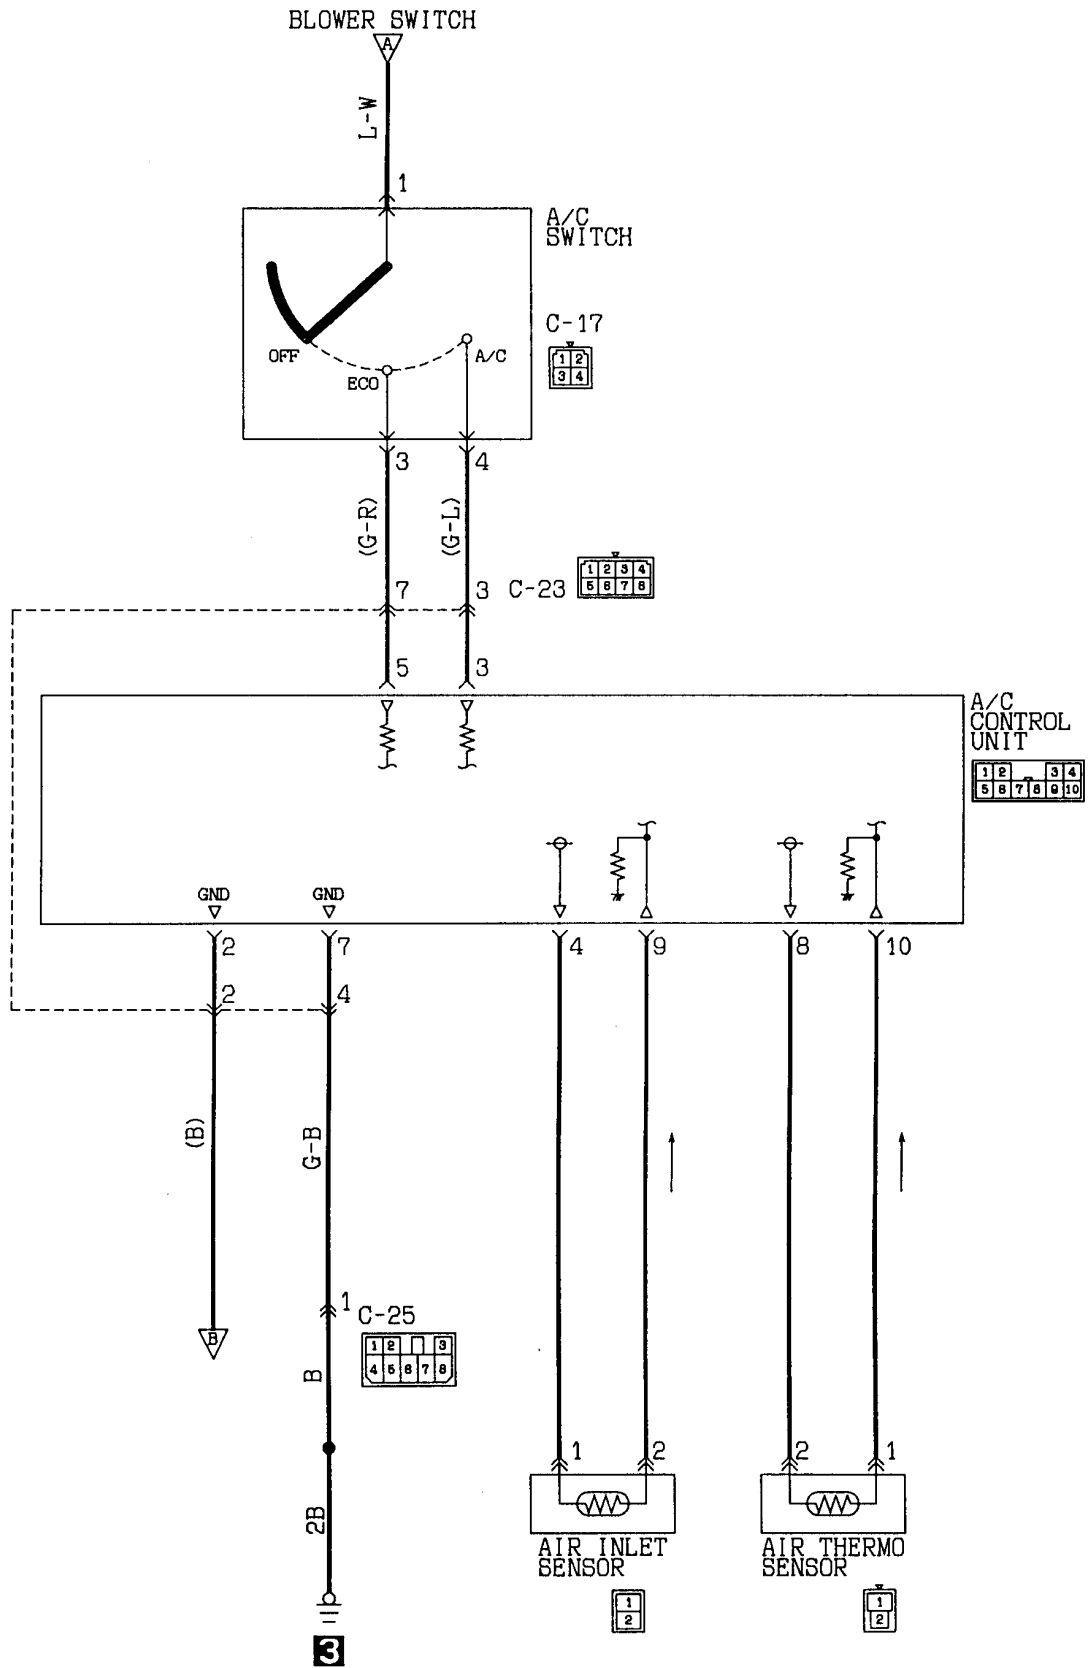 BLOWER SWITCH
A
L-W
1
A/C
SWITCH
C-17
1 2
3 4
OFF
ECO
A/C
3
4
(G-R)
(G-L)
7
3
C-23
1 2 3 4
5 6 7 8
5
3
A/C
CONTROL
UNIT
1 2 3 4
5 6 7 8 9 10
GND
GND
2
7
4
9
8
10
2
4
(B)
G-B
1
C-25
1 2 3
4 5 6 7 8
B
B
2B
3
1
2
2
1
AIR INLET
SENSOR
AIR THERMO
SENSOR
1
2
1
2